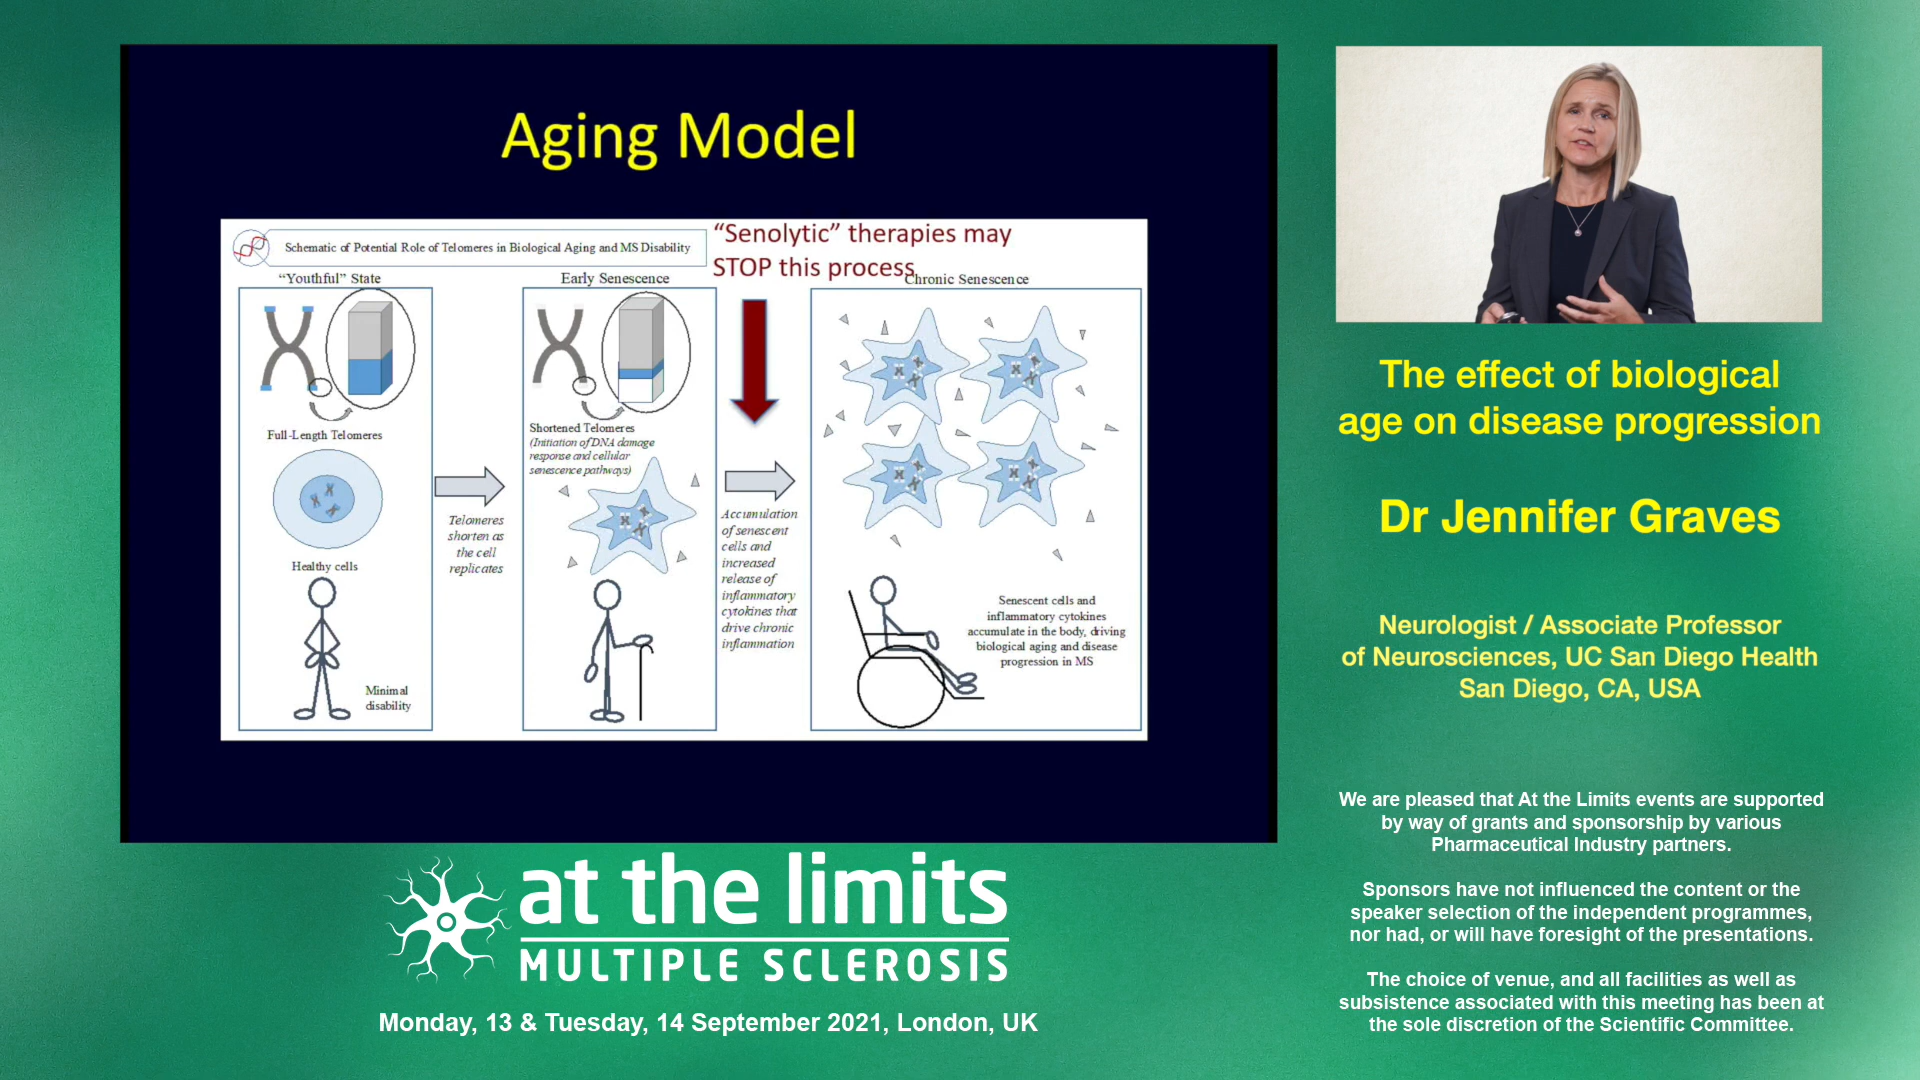 Aging Model
Schematic of Potential Role of Telomeres in Biological Aging and MS Disability
“Senolytic” therapies may
STOP this process
“Youthful” State
Full-Length Telomeres
Healthy cells
Minimal
disability
Telomeres
shorten as
the cell
replicates
Early Senescence
Shortened Telomeres
(Initiation of DNA damage
response and cellular
senescence pathways)
Accumulation
of senescent
cells and
increased
release of
inflammatory
cytokines that
drive chronic
inflammation
Chronic Senescence
Senescent cells and
inflammatory cytokines
accumulate in the body, driving
biological aging and disease
progression in MS
The effect of biological
age on disease progression
Dr Jennifer Graves
Neurologist / Associate Professor
of Neurosciences, UC San Diego Health
San Diego, CA, USA
We are pleased that At the Limits events are supported
by way of grants and sponsorship by various
Pharmaceutical Industry partners.
Sponsors have not influenced the content or the
speaker selection of the independent programmes,
nor had, or will have foresight of the presentations.
The choice of venue, and all facilities as well as
subsistence associated with this meeting has been at
the sole discretion of the Scientific Committee.
at the limits
MULTIPLE SCLEROSIS
Monday, 13 & Tuesday, 14 September 2021, London, UK